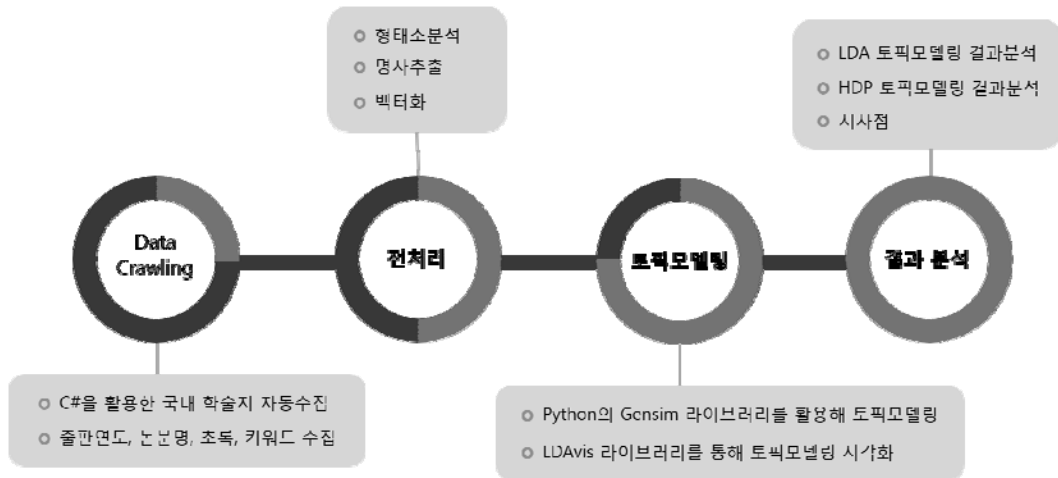 형태소분석
명사추출
벡터화
LDA 토픽모델링 결과분석
HDP 토픽모델링 결과분석
시사점
Data
Crawling
전처리
토픽모델링
결과 분석
C#을 활용한 국내 학술지 자동수집
출판연도, 논문명, 초록, 키워드 수집
Python의 Gensim 라이브러리를 활용해 토픽모델링
LDAvis 라이브러리를 통해 토픽모델링 시각화